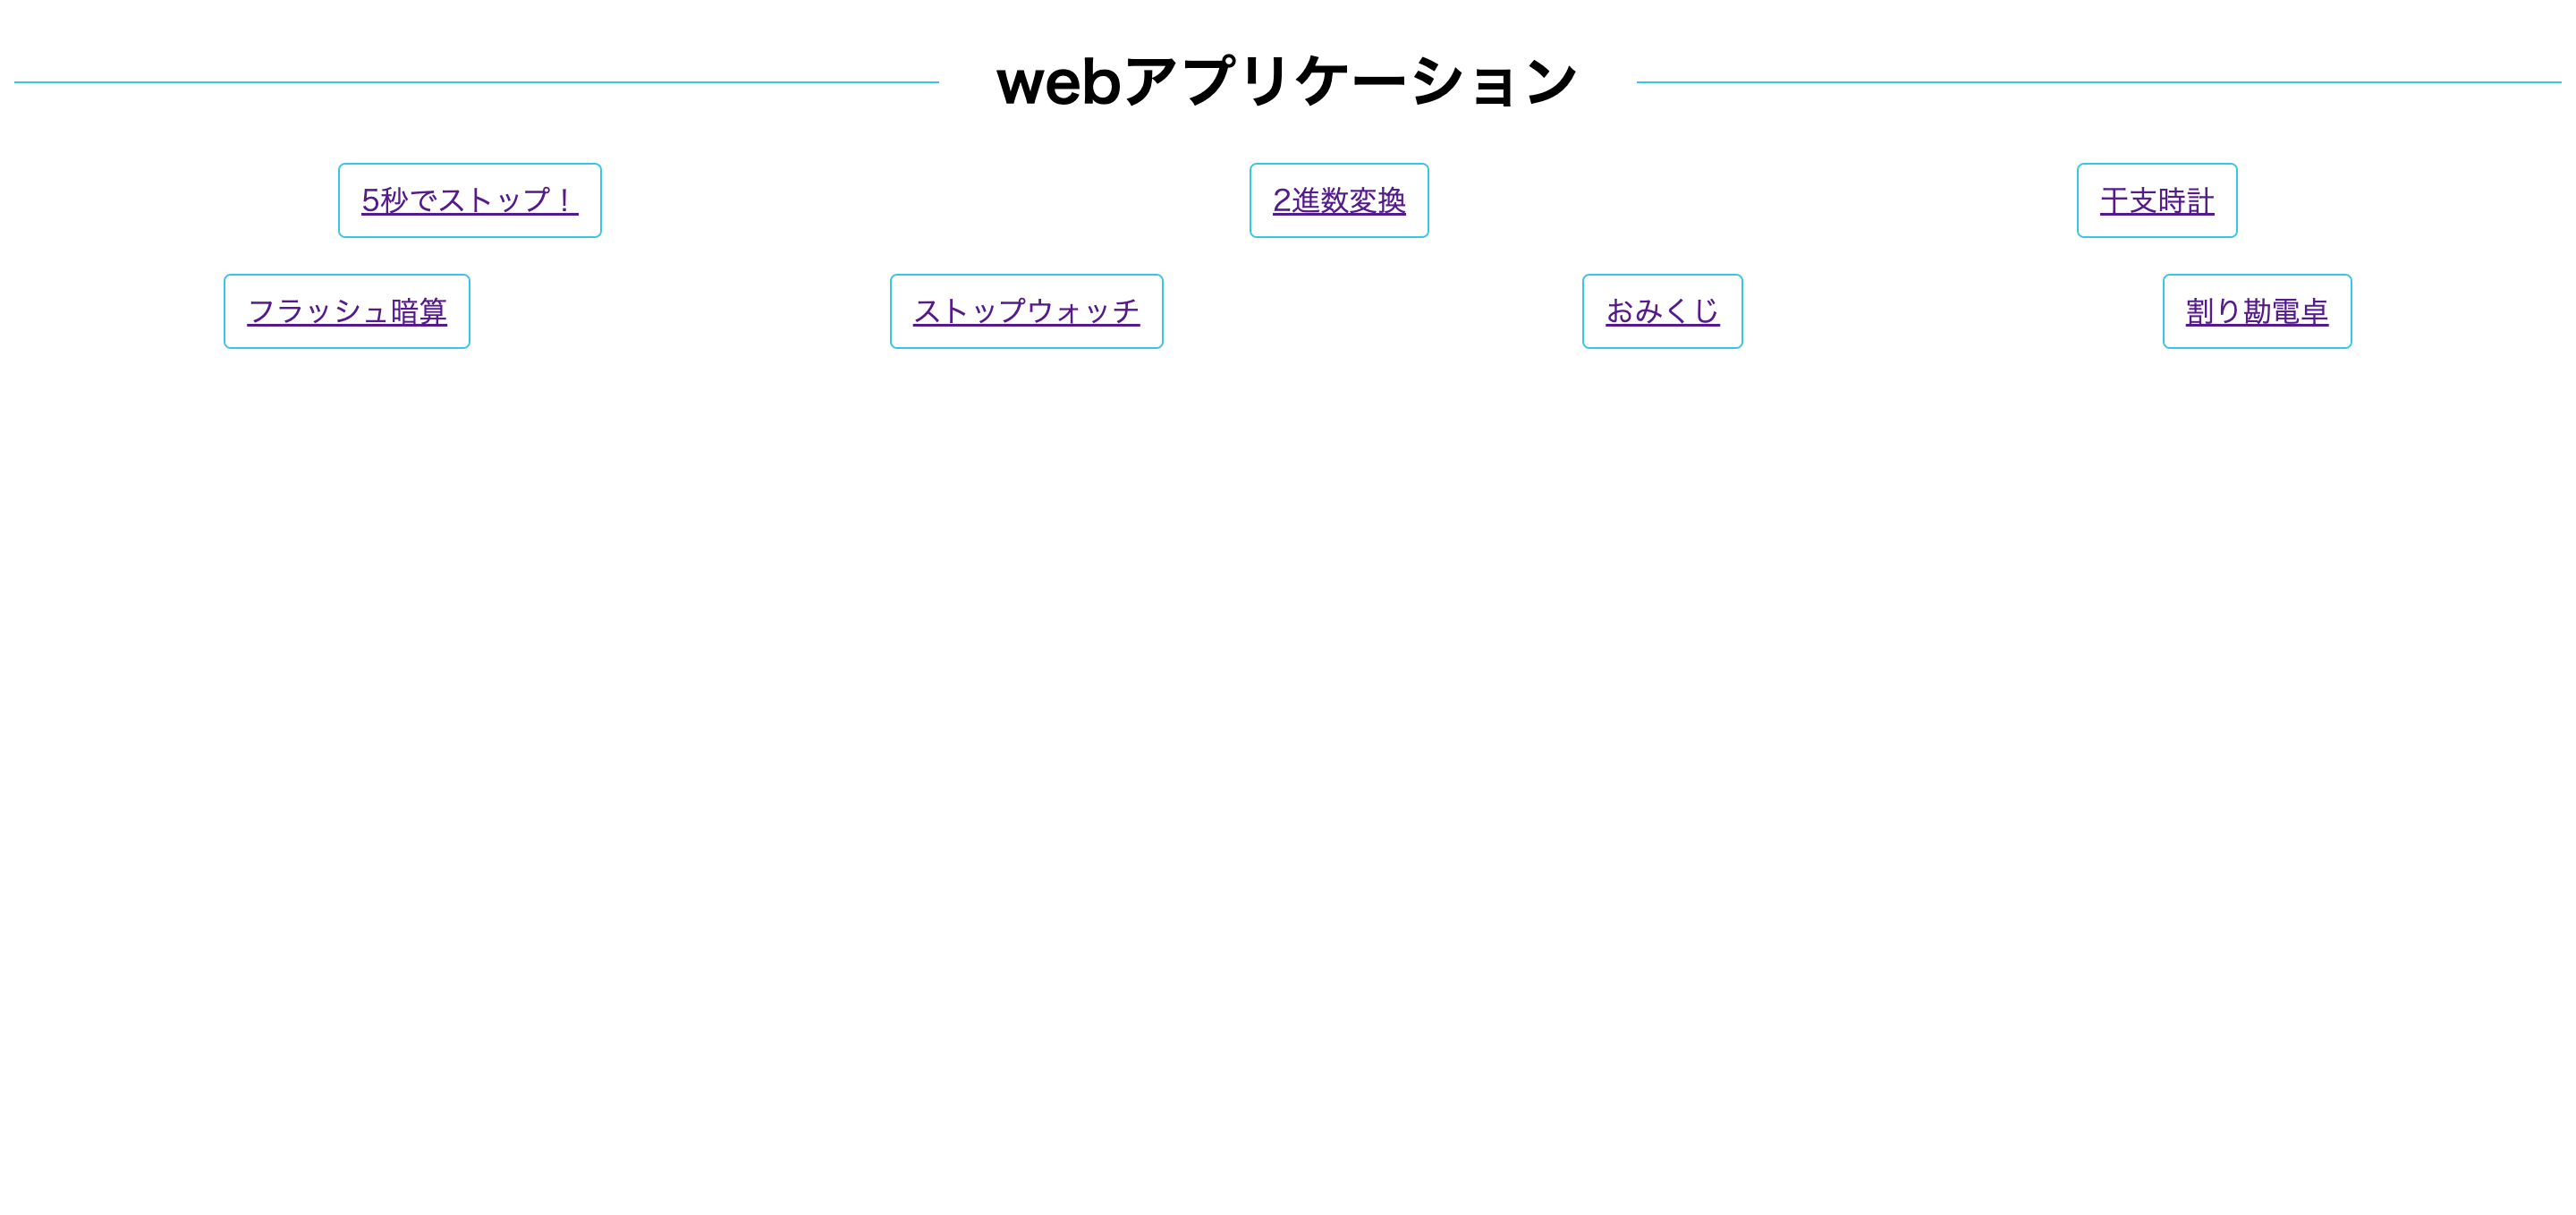 webアプリケーション
5秒でストップ！ 2進数変換 干支時計
フラッシュ暗算 ストップウォッチ おみくじ 割り勘電卓